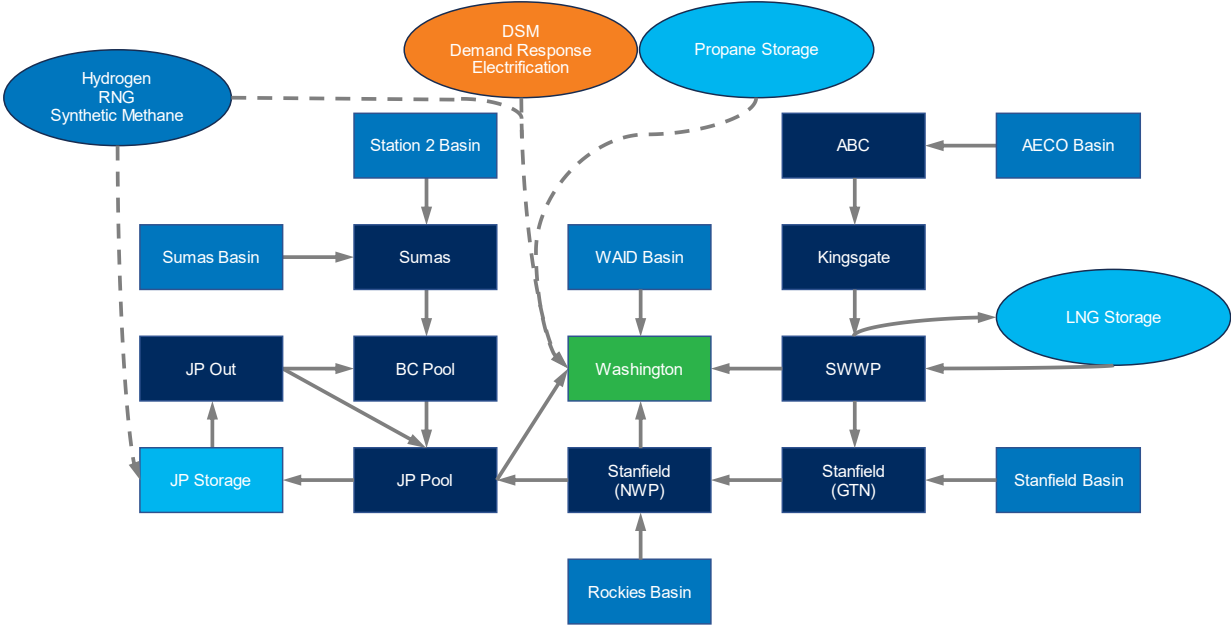 DSM
Demand Response
Electrification
Propane Storage
Hydrogen
RNG
Synthetic Methane
Station 2 Basin
ABC
AECO Basin
Sumas Basin
Sumas
WAID Basin
Kingsgate
LNG Storage
JP Out
BC Pool
Washington
SWWP
JP Storage
JP Pool
Stanfield
(NWP)
Stanfield
(GTN)
Stanfield Basin
Rockies Basin